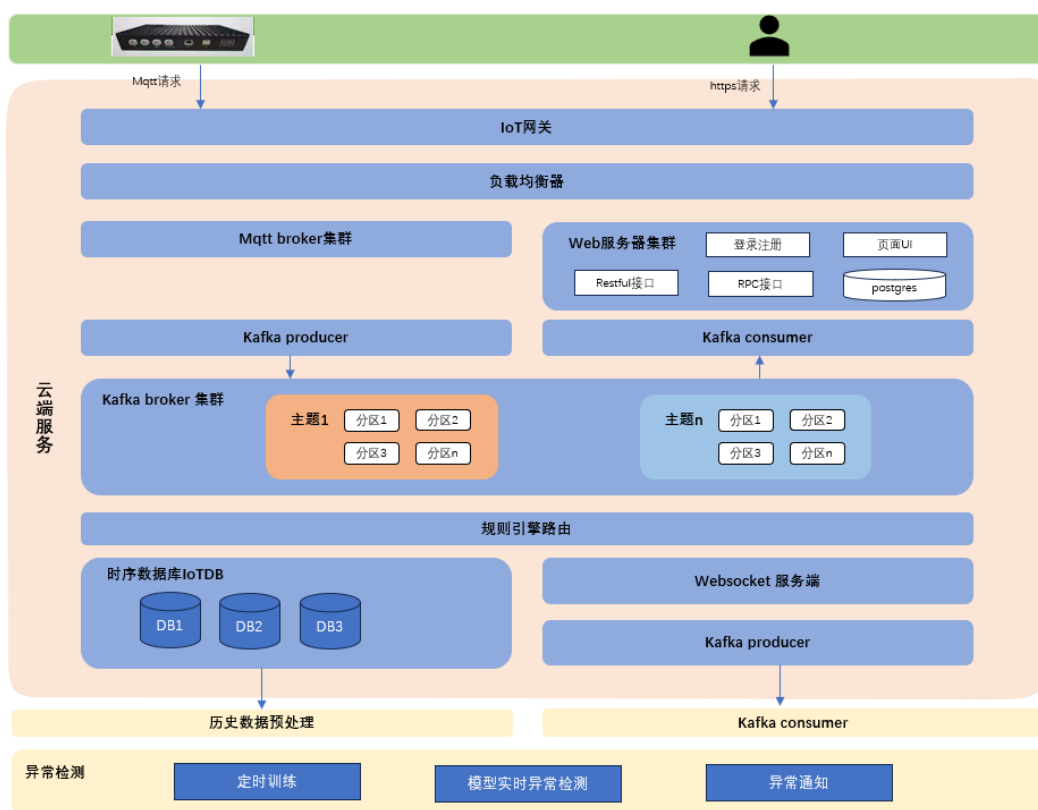 Mqtt请求
https请求
IoT网关
负载均衡器
Mqtt broker集群
Web服务器集群
登录注册
页面UI
Restful接口
RPC接口
postgres
Kafka producer
Kafka consumer
云端服务
Kafka broker 集群
主题1
分区1
分区2
分区3
分区n
主题n
分区1
分区2
分区3
分区n
规则引擎路由
时序数据库IoTDB
DB1
DB2
DB3
Websocket 服务端
Kafka producer
历史数据预处理
Kafka consumer
异常检测
定时训练
模型实时异常检测
异常通知